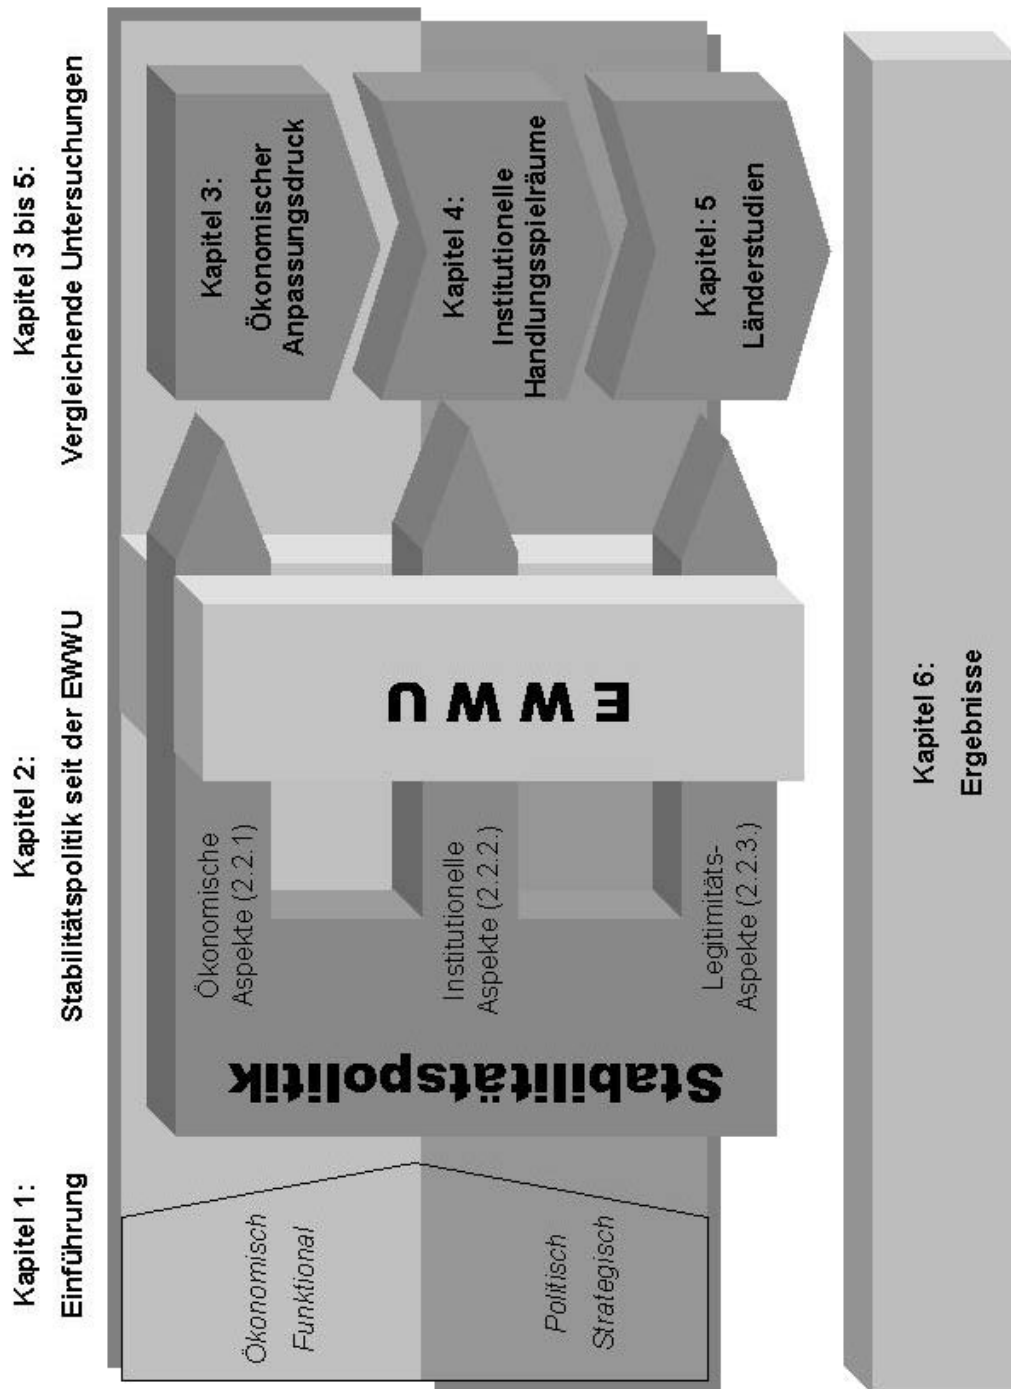 Kapitel 1:
Einführung
Kapitel 2:
Stabilitätspolitik seit der EWWU
Kapitel 3 bis 5:
Vergleichende Untersuchungen
Ökonomisch
Funktional
Politisch
Strategisch
Stabilitätspolitik
Ökonomische
Aspekte (2.2.1)
Institutionelle
Aspekte (2.2.2.)
Legitimitäts-
Aspekte (2.2.3.)
E W W U
Kapitel 3:
Ökonomischer
Anpassungsdruck
Kapitel 4:
Institutionelle
Handlungsspielräume
Kapitel: 5
Länderstudien
Kapitel 6:
Ergebnisse